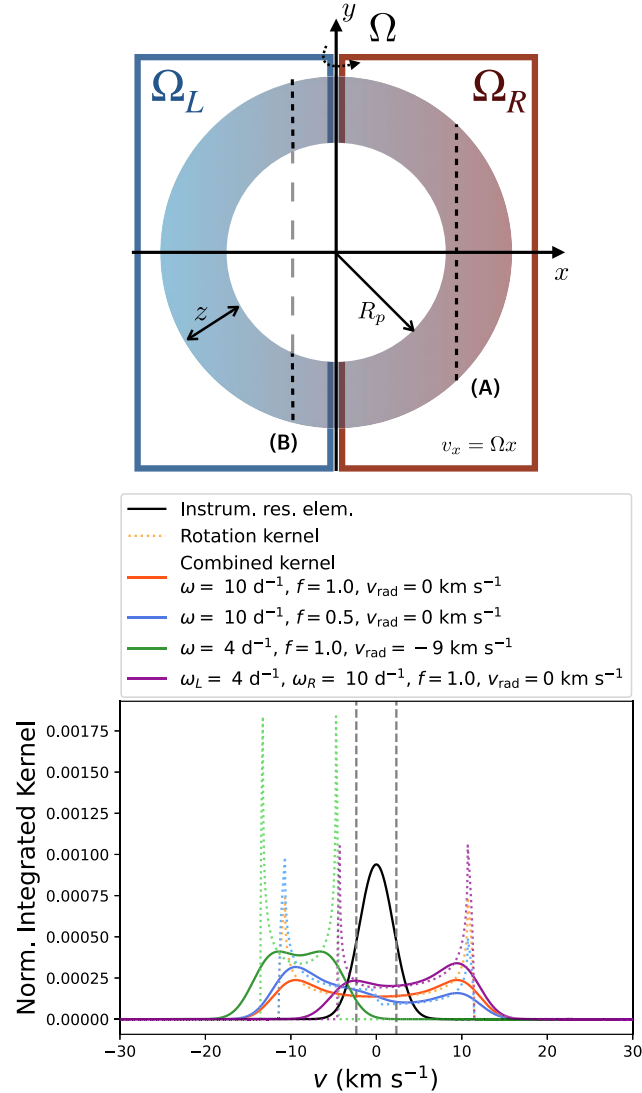 y
Ω
Ω_L
Ω_R
x
z
R_p
(A)
(B)
v_x = Ωx
Instrum. res. elem.
Rotation kernel
Combined kernel
ω = 10 d⁻¹, f = 1.0, v_rad = 0 km s⁻¹
ω = 10 d⁻¹, f = 0.5, v_rad = 0 km s⁻¹
ω = 4 d⁻¹, f = 1.0, v_rad = −9 km s⁻¹
ω_L = 4 d⁻¹, ω_R = 10 d⁻¹, f = 1.0, v_rad = 0 km s⁻¹
Norm. Integrated Kernel
0.00175
0.00150
0.00125
0.00100
0.00075
0.00050
0.00025
0.00000
−30 −20 −10 0 10 20 30
v (km s⁻¹)